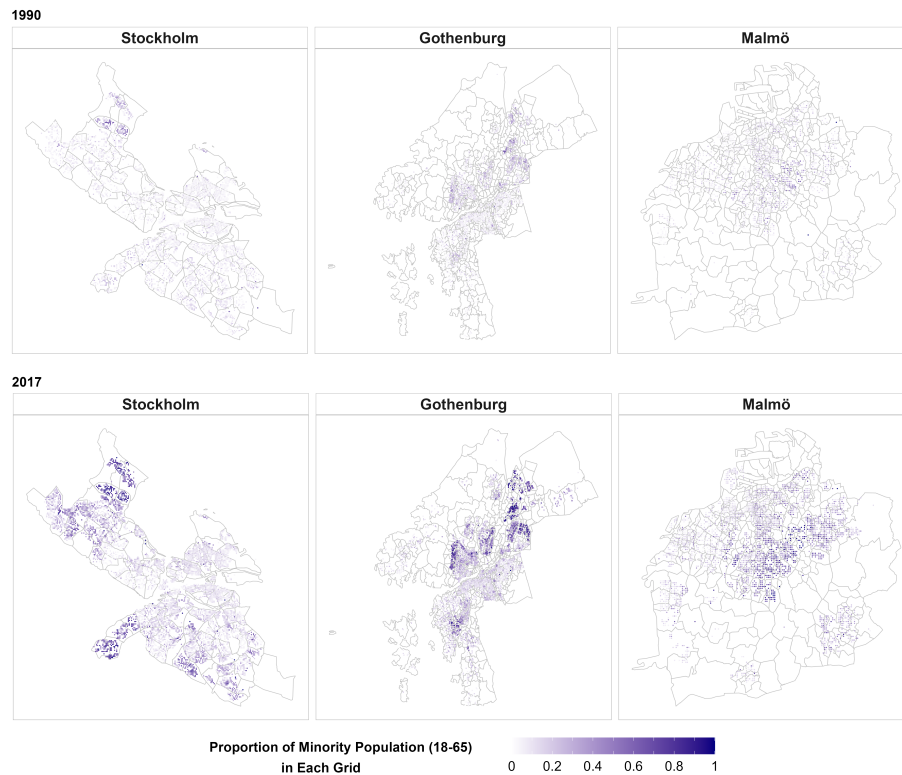 1990
Stockholm
Gothenburg
Malmö
2017
Stockholm
Gothenburg
Malmö
Proportion of Minority Population (18-65)
in Each Grid
0 0.2 0.4 0.6 0.8 1